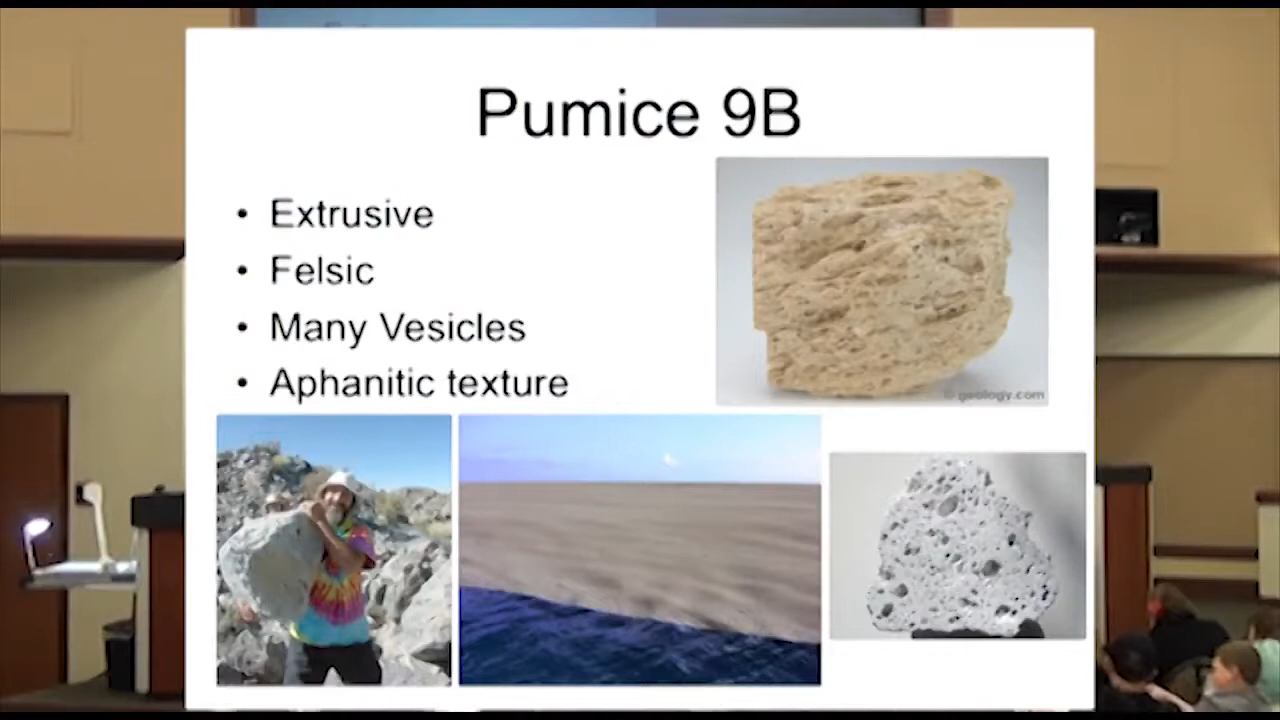 Pumice 9B
• Extrusive
• Felsic
• Many Vesicles
• Aphanitic texture
© geology.com